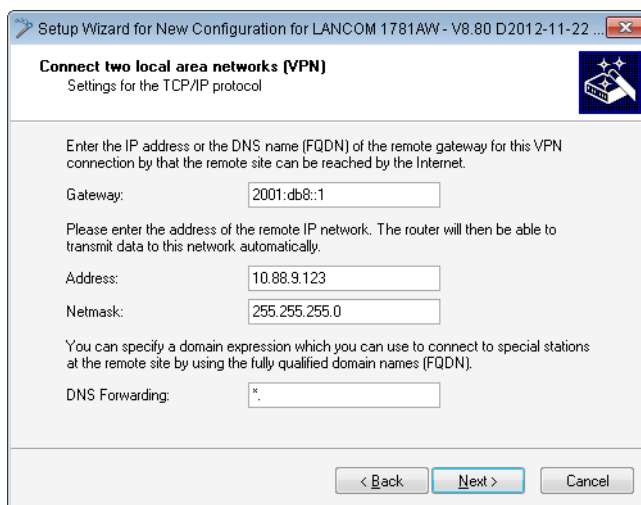 Setup Wizard for New Configuration for LANCOM 1781AW - V8.80 D2012-11-22 ...
Connect two local area networks (VPN)
Settings for the TCP/IP protocol
Enter the IP address or the DNS name (FQDN) of the remote gateway for this VPN
connection by that the remote site can be reached by the Internet.
Gateway: 2001:db8::1
Please enter the address of the remote IP network. The router will then be able to
transmit data to this network automatically.
Address: 10.88.9.123
Netmask: 255.255.255.0
You can specify a domain expression which you can use to connect to special stations
at the remote site by using the fully qualified domain names (FQDN).
DNS Forwarding: *.
< Back Next > Cancel